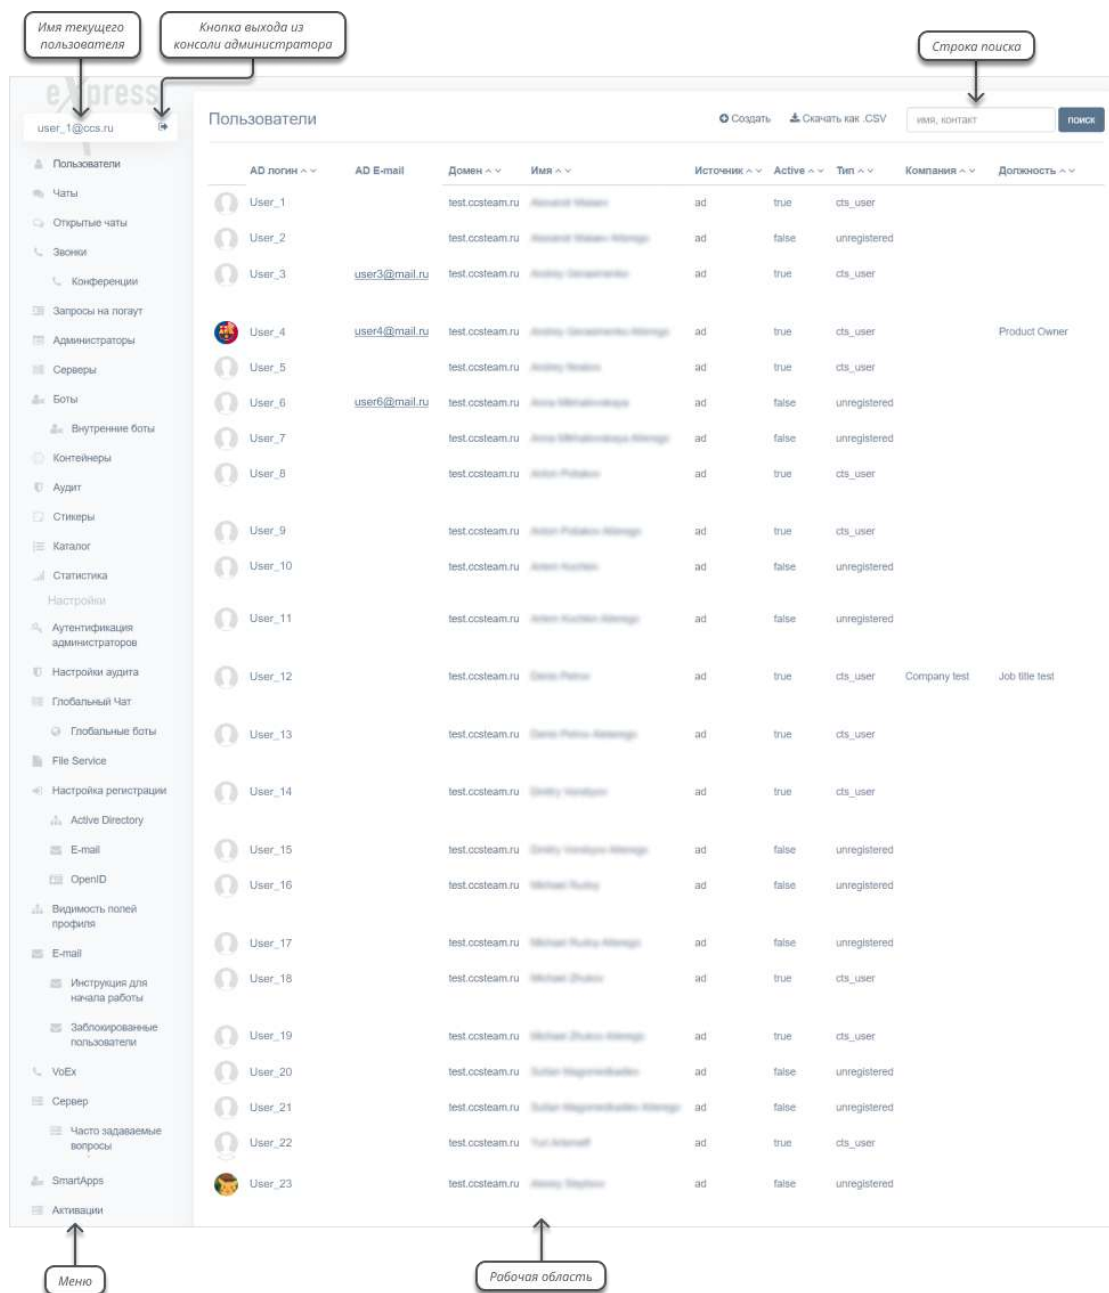 Имя текущего
пользователя
Кнопка выхода из
консоли администратора
Строка поиска
eXpress
user_1@ccs.ru
Пользователи
Создать
Скачать как .CSV
имя, контакт
поиск
Пользователи
Чаты
Открытые чаты
Звонки
Конференции
Запросы на логаут
Администраторы
Серверы
Боты
Внутренние боты
Контейнеры
Аудит
Стикеры
Каталог
Статистика
Настройки
Аутентификация
администраторов
Настройки аудита
Глобальный Чат
Глобальные боты
File Service
Настройка регистрации
Active Directory
E-mail
OpenID
Видимость полей
профиля
E-mail
Инструкция для
начала работы
Заблокированные
пользователи
VoEx
Сервер
Часто задаваемые
вопросы
SmartApps
Активации
AD логин AD E-mail Домен Имя Источник Active Тип Компания Должность
User_1 test.ccsteam.ru ad true cts_user
User_2 test.ccsteam.ru ad false unregistered
User_3 user3@mail.ru test.ccsteam.ru ad true cts_user
User_4 user4@mail.ru test.ccsteam.ru ad true cts_user Product Owner
User_5 test.ccsteam.ru ad true cts_user
User_6 user6@mail.ru test.ccsteam.ru ad false unregistered
User_7 test.ccsteam.ru ad false unregistered
User_8 test.ccsteam.ru ad true cts_user
User_9 test.ccsteam.ru ad true cts_user
User_10 test.ccsteam.ru ad false unregistered
User_11 test.ccsteam.ru ad false unregistered
User_12 test.ccsteam.ru ad true cts_user Company test Job title test
User_13 test.ccsteam.ru ad true cts_user
User_14 test.ccsteam.ru ad true cts_user
User_15 test.ccsteam.ru ad false unregistered
User_16 test.ccsteam.ru ad false unregistered
User_17 test.ccsteam.ru ad false unregistered
User_18 test.ccsteam.ru ad true cts_user
User_19 test.ccsteam.ru ad true cts_user
User_20 test.ccsteam.ru ad false unregistered
User_21 test.ccsteam.ru ad false unregistered
User_22 test.ccsteam.ru ad true cts_user
User_23 test.ccsteam.ru ad false unregistered
Меню
Рабочая область